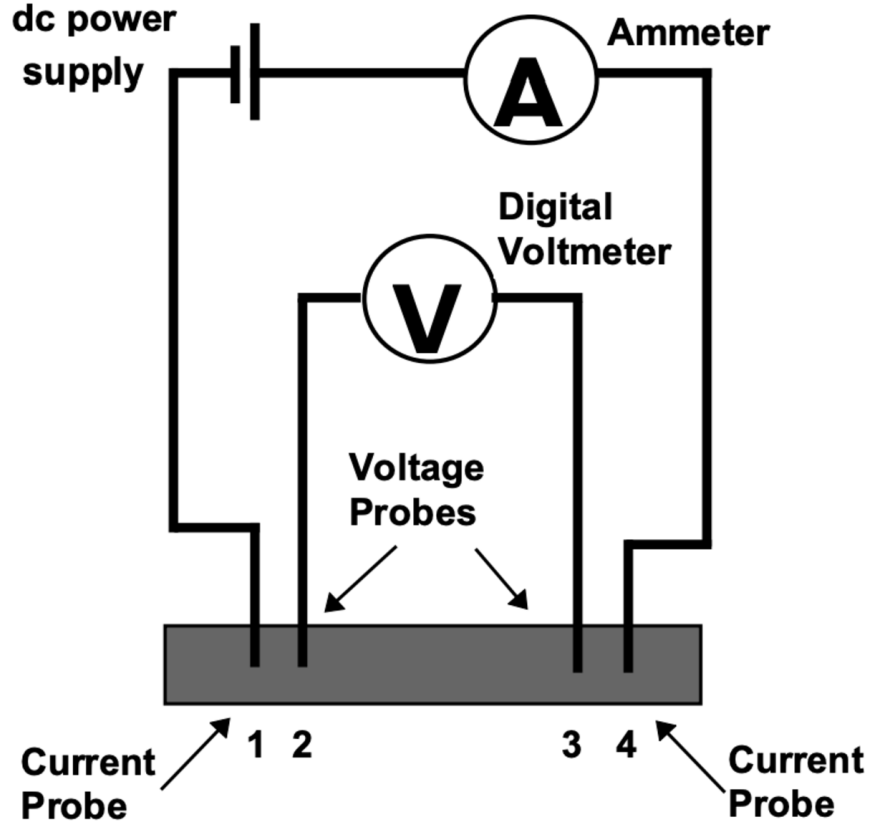 dc power
supply
Ammeter
A
Digital
Voltmeter
V
Voltage
Probes
1 2 3 4
Current
Probe
Current
Probe